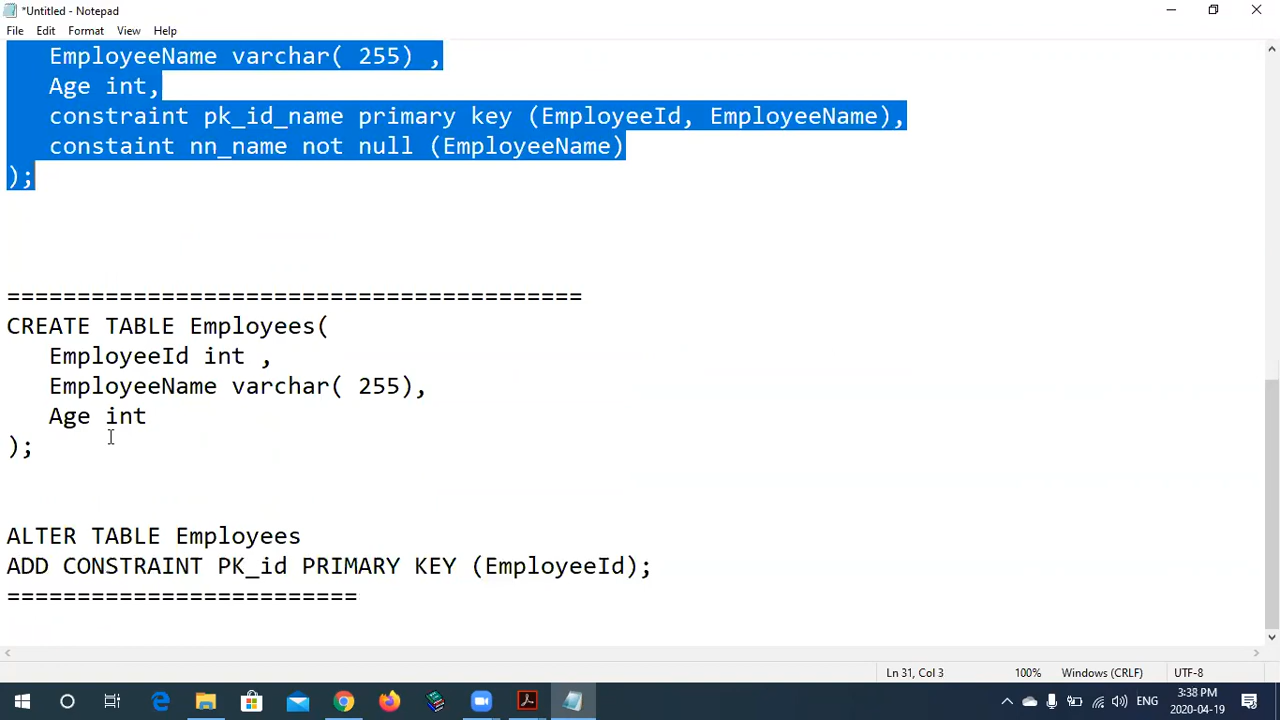 *Untitled - Notepad
File Edit Format View Help
EmployeeName varchar( 255) ,
Age int,
constraint pk_id_name primary key (EmployeeId, EmployeeName),
constaint nn_name not null (EmployeeName)
);
=========================================
CREATE TABLE Employees(
EmployeeId int ,
EmployeeName varchar( 255),
Age int
);
ALTER TABLE Employees
ADD CONSTRAINT PK_id PRIMARY KEY (EmployeeId);
=========================
Ln 31, Col 3 100% Windows (CRLF) UTF-8
ENG 3:38 PM
2020-04-19